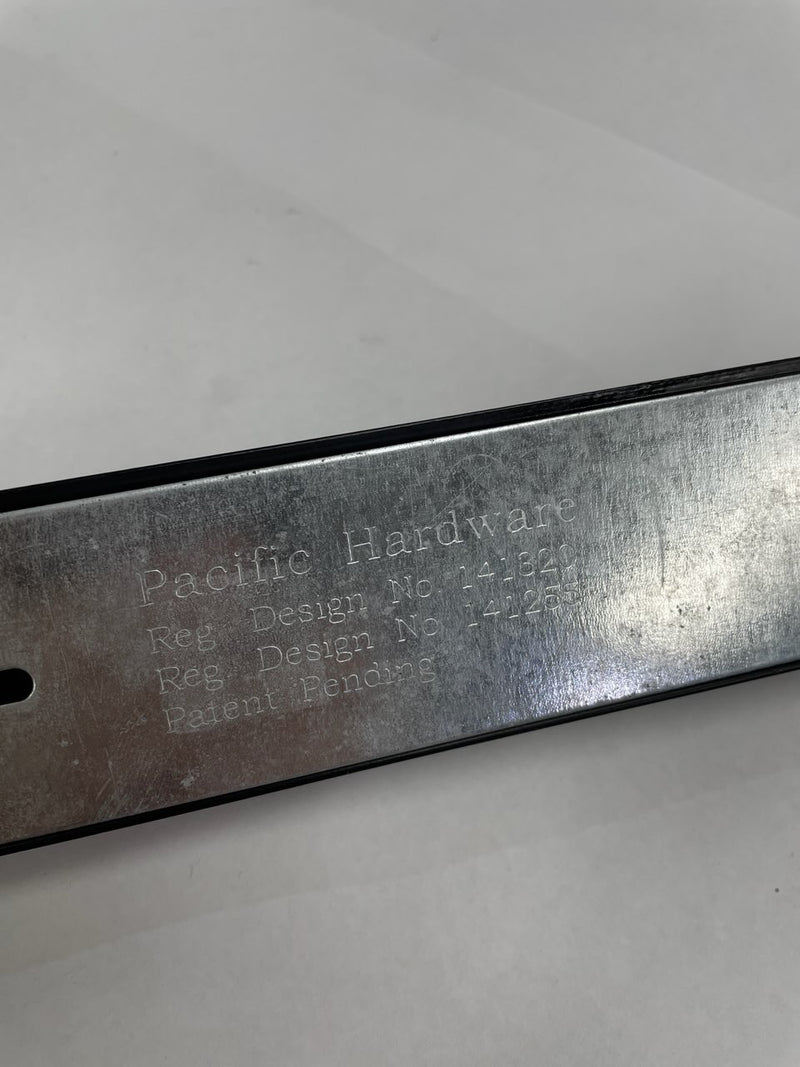 Pacific Hardware
Reg Design No 141320
Reg Design No 141255
Patent Pending